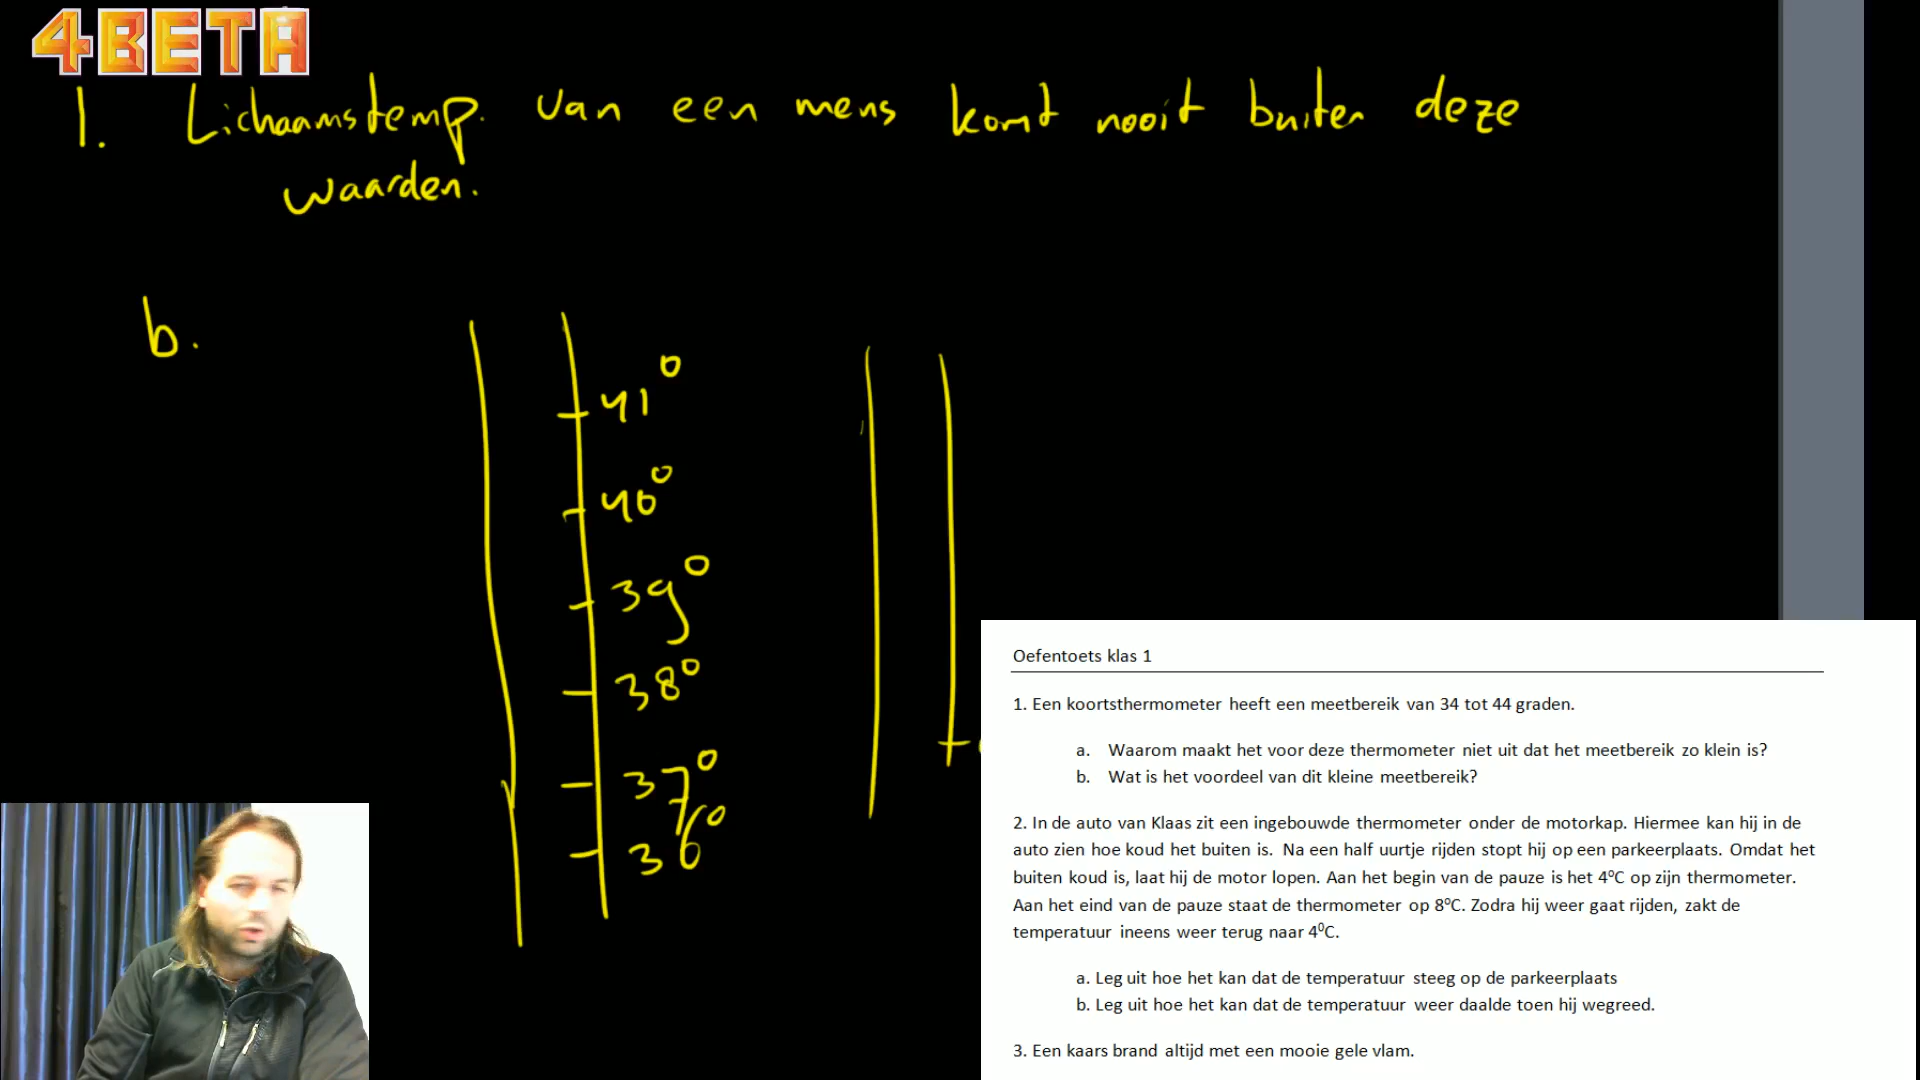 4BETA
1. Lichaamstemp. van een mens komt nooit buiten deze
waarden.
b.
41°
40°
39°
38°
37°
36°
Oefentoets klas 1
1. Een koortsthermometer heeft een meetbereik van 34 tot 44 graden.
a. Waarom maakt het voor deze thermometer niet uit dat het meetbereik zo klein is?
b. Wat is het voordeel van dit kleine meetbereik?
2. In de auto van Klaas zit een ingebouwde thermometer onder de motorkap. Hiermee kan hij in de
auto zien hoe koud het buiten is. Na een half uurtje rijden stopt hij op een parkeerplaats. Omdat het
buiten koud is, laat hij de motor lopen. Aan het begin van de pauze is het 4°C op zijn thermometer.
Aan het eind van de pauze staat de thermometer op 8°C. Zodra hij weer gaat rijden, zakt de
temperatuur ineens weer terug naar 4⁰C.
a. Leg uit hoe het kan dat de temperatuur steeg op de parkeerplaats
b. Leg uit hoe het kan dat de temperatuur weer daalde toen hij wegreed.
3. Een kaars brand altijd met een mooie gele vlam.